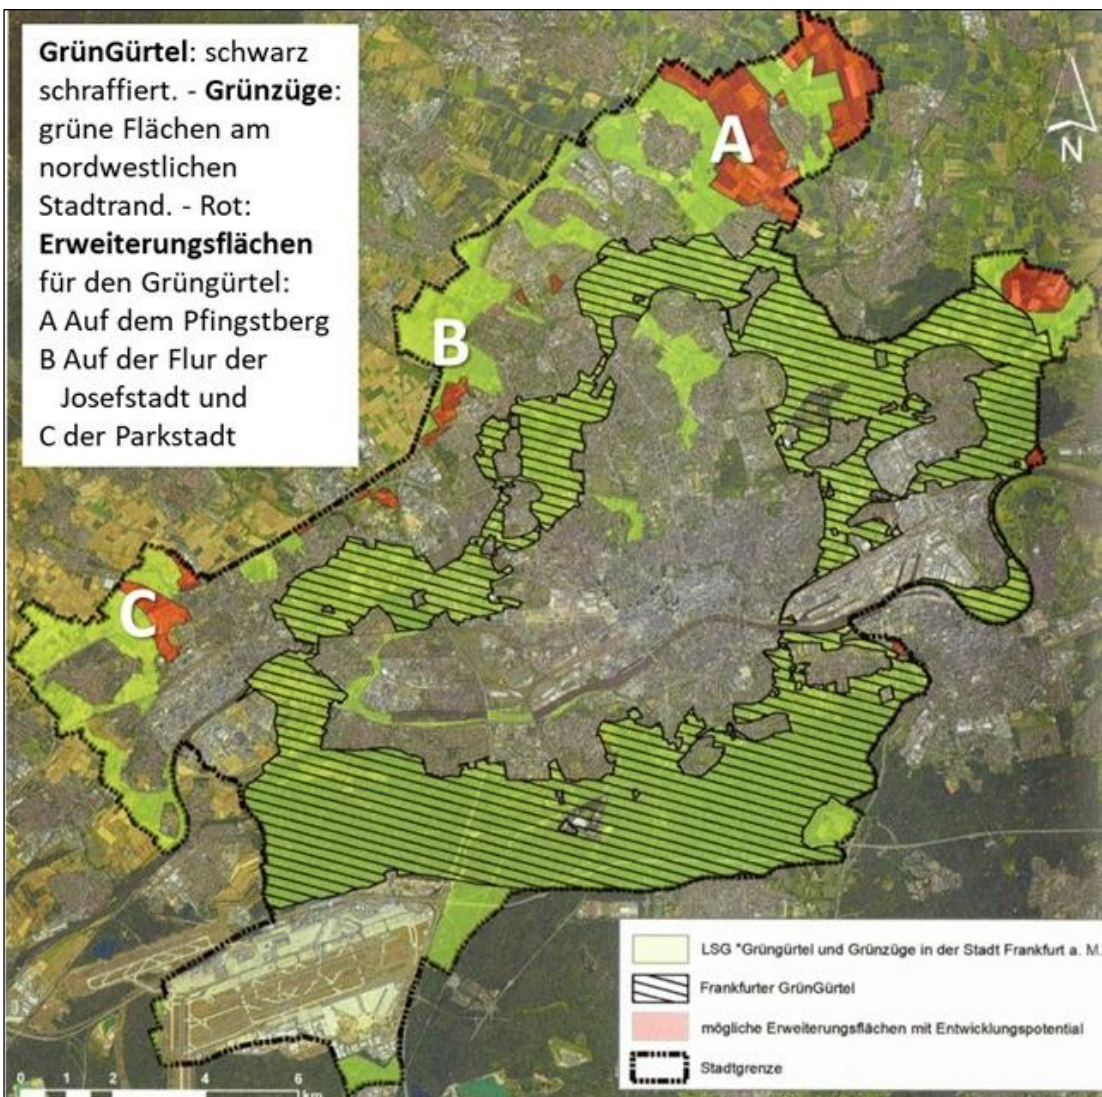 GrünGürtel: schwarz
schraffiert. - Grünzüge:
grüne Flächen am
nordwestlichen
Stadtrand. - Rot:
Erweiterungsflächen
für den Grüngürtel:
A Auf dem Pfingstberg
B Auf der Flur der
Josefstadt und
C der Parkstadt
A
N
B
C
LSG "Grüngürtel und Grünzüge in der Stadt Frankfurt a. M.
Frankfurter GrünGürtel
mögliche Erweiterungsflächen mit Entwicklungspotential
Stadtgrenze
0 1 2 4 6
km